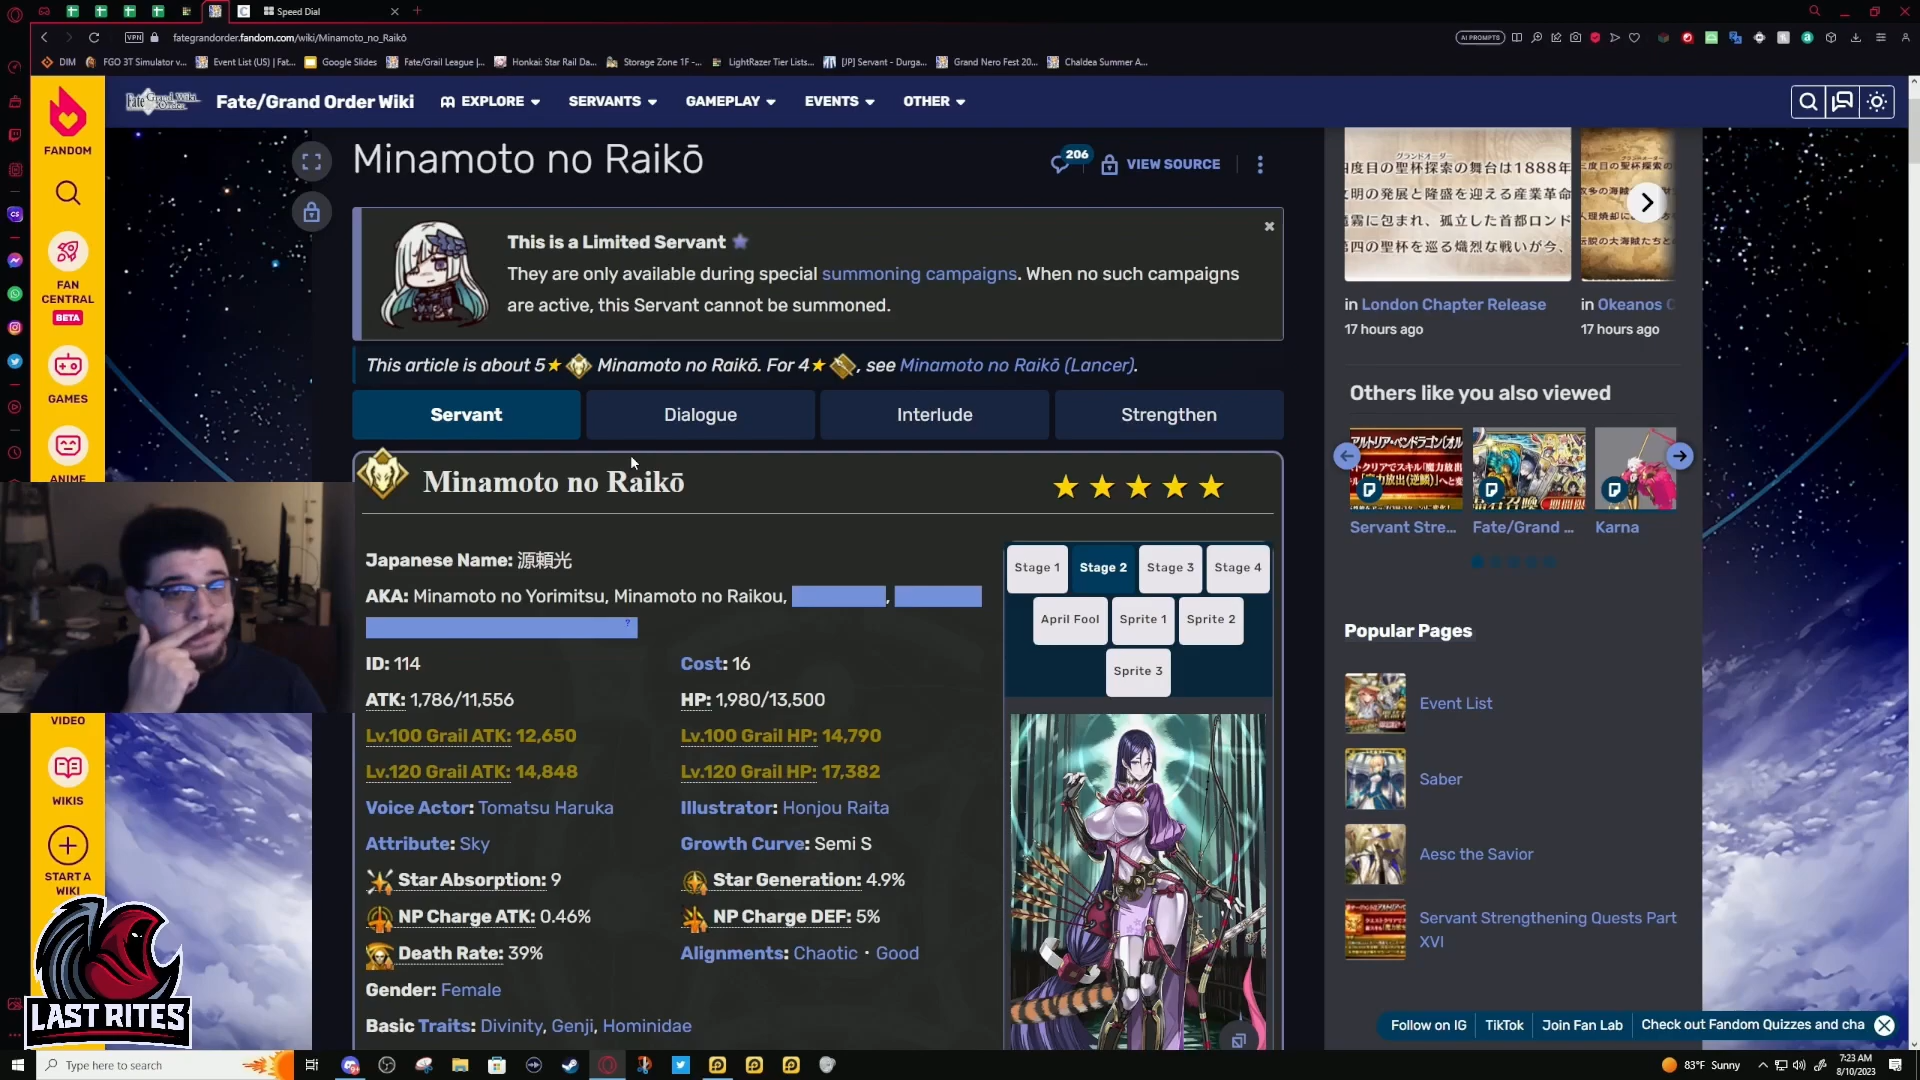 Speed Dial
VPN fategrandorder.fandom.com/wiki/Minamoto_no_Raikō AI PROMPTS
DIM FGO 3T Simulator v... Event List (US) | Fat... Google Slides Fate/Grail League |... Honkai: Star Rail Da... Storage Zone 1F -... LightRazer Tier Lists... [JP] Servant - Durga... Grand Nero Fest 20... Chaldea Summer A...
Fate/Grand Order Wiki EXPLORE SERVANTS GAMEPLAY EVENTS OTHER
FANDOM
FAN
CENTRAL
BETA
GAMES
ANIME
VIDEO
WIKIS
START A
WIKI
Minamoto no Raikō
206 VIEW SOURCE
This is a Limited Servant
They are only available during special summoning campaigns. When no such campaigns
are active, this Servant cannot be summoned.
This article is about 5★ Minamoto no Raikō. For 4★ , see Minamoto no Raikō (Lancer).
Servant Dialogue Interlude Strengthen
Minamoto no Raikō
Japanese Name: 源頼光
AKA: Minamoto no Yorimitsu, Minamoto no Raikou, ,
?
ID: 114 Cost: 16
ATK: 1,786/11,556 HP: 1,980/13,500
Lv.100 Grail ATK: 12,650 Lv.100 Grail HP: 14,790
Lv.120 Grail ATK: 14,848 Lv.120 Grail HP: 17,382
Voice Actor: Tomatsu Haruka Illustrator: Honjou Raita
Attribute: Sky Growth Curve: Semi S
Star Absorption: 9 Star Generation: 4.9%
NP Charge ATK: 0.46% NP Charge DEF: 5%
Death Rate: 39% Alignments: Chaotic・Good
Gender: Female
Basic Traits: Divinity, Genji, Hominidae
Stage 1 Stage 2 Stage 3 Stage 4
April Fool Sprite 1 Sprite 2
Sprite 3
in London Chapter Release
17 hours ago
in Okeanos C
17 hours ago
Others like you also viewed
Servant Stre... Fate/Grand ... Karna
Popular Pages
Event List
Saber
Aesc the Savior
Servant Strengthening Quests Part
XVI
Follow on IG TikTok Join Fan Lab Check out Fandom Quizzes and cha
LAST RITES
Type here to search
83°F Sunny
7:23 AM
8/10/2023